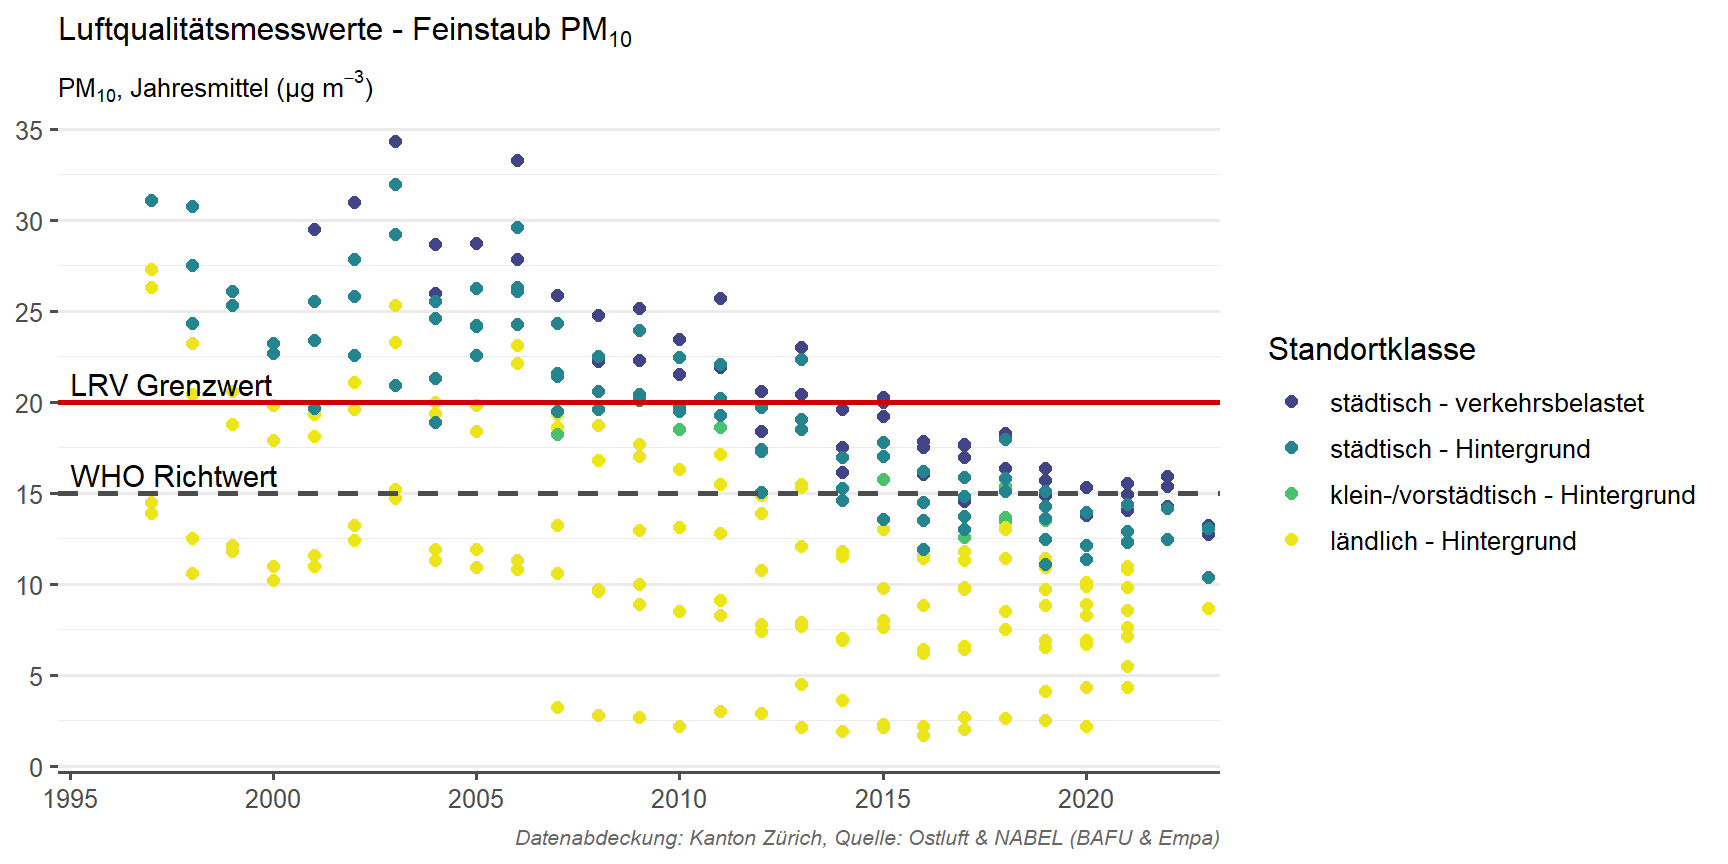 Luftqualitätsmesswerte - Feinstaub PM₁₀
PM₁₀, Jahresmittel (µg m⁻³)
35
30
25
20
15
10
5
0
LRV Grenzwert
WHO Richtwert
1995 2000 2005 2010 2015 2020
Standortklasse
städtisch - verkehrsbelastet
städtisch - Hintergrund
klein-/vorstädtisch - Hintergrund
ländlich - Hintergrund
Datenabdeckung: Kanton Zürich, Quelle: Ostluft & NABEL (BAFU & Empa)